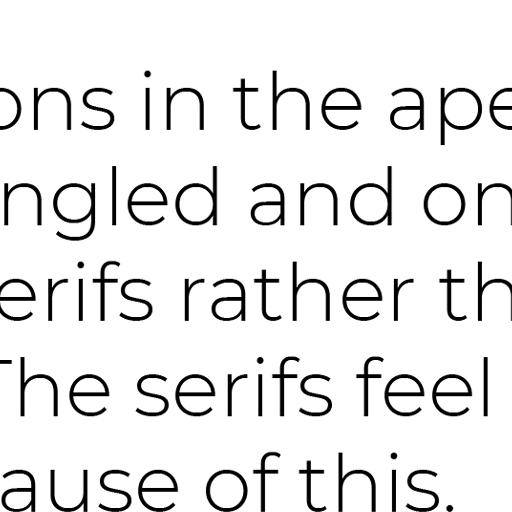 ons in the ape
ngled and on
erifs rather th
The serifs feel
ause of this.